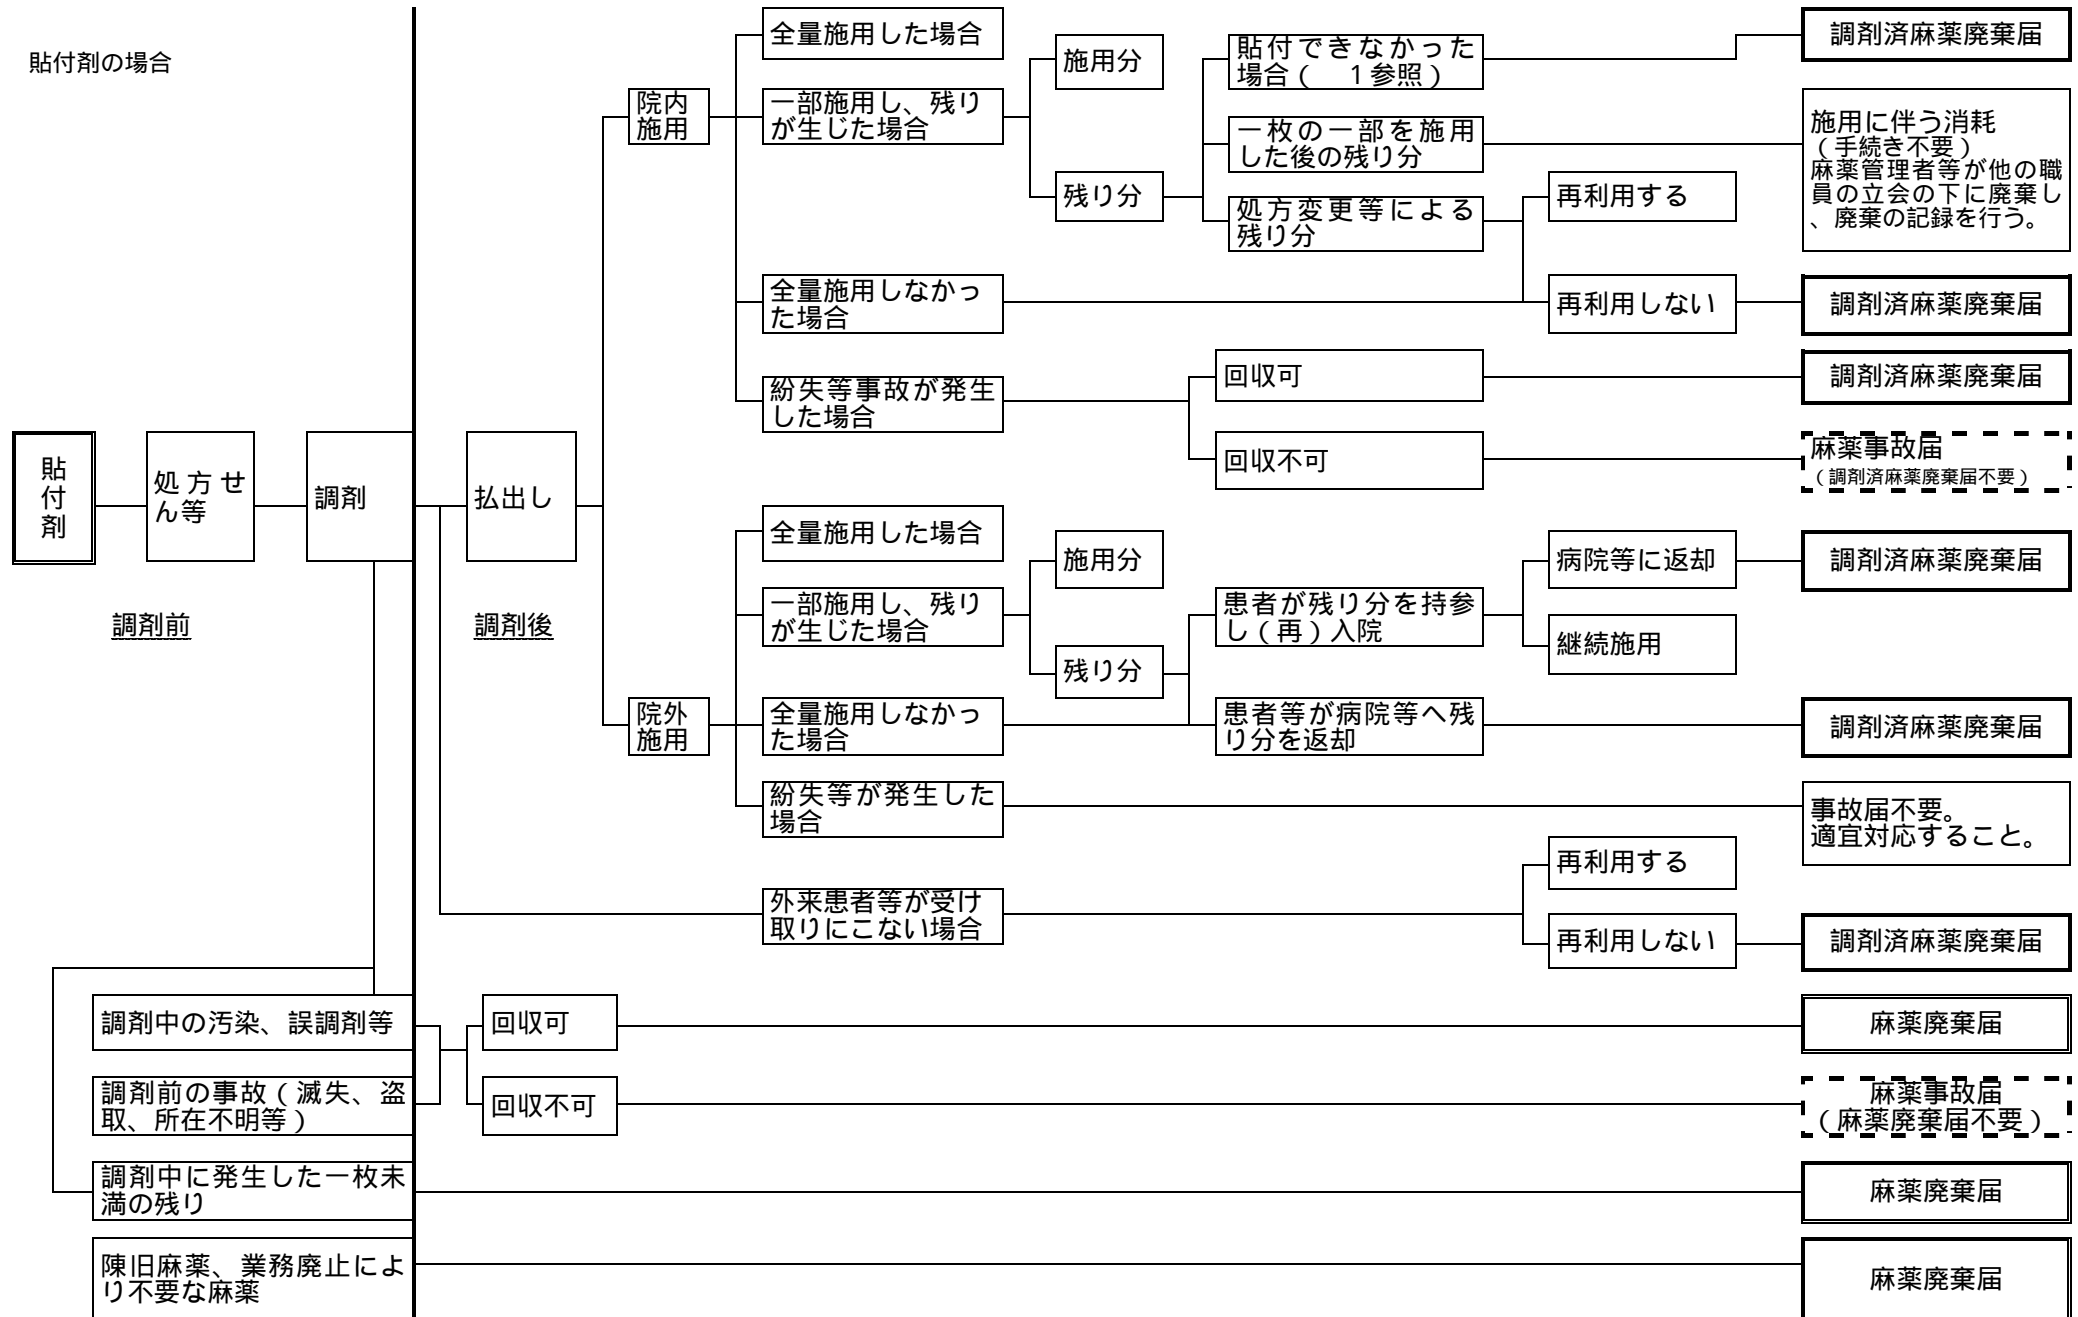 貼付剤の場合
全量施用した場合
調剤済麻薬廃棄届
施用分
貼付できなかった
場合(　1参照)
院内
施用
一部施用し、残り
が生じた場合
一枚の一部を施用
した後の残り分
施用に伴う消耗
(手続き不要)
麻薬管理者等が他の職
員の立会の下に廃棄し
、廃棄の記録を行う。
残り分
処方変更等による
残り分
再利用する
全量施用しなかっ
た場合
再利用しない
調剤済麻薬廃棄届
紛失等事故が発生
した場合
回収可
調剤済麻薬廃棄届
回収不可
麻薬事故届
(調剤済麻薬廃棄届不要)
貼
付
剤
処方せ
ん等
調剤
払出し
調剤前
調剤後
全量施用した場合
施用分
病院等に返却
調剤済麻薬廃棄届
一部施用し、残り
が生じた場合
患者が残り分を持参
し(再)入院
継続施用
残り分
院外
施用
全量施用しなかっ
た場合
患者等が病院等へ残
り分を返却
調剤済麻薬廃棄届
紛失等が発生した
場合
事故届不要。
適宜対応すること。
再利用する
外来患者等が受け
取りにこない場合
再利用しない
調剤済麻薬廃棄届
調剤中の汚染、誤調剤等
回収可
麻薬廃棄届
調剤前の事故(滅失、盗
取、所在不明等)
回収不可
麻薬事故届
(麻薬廃棄届不要)
調剤中に発生した一枚未
満の残り
麻薬廃棄届
陳旧麻薬、業務廃止によ
り不要な麻薬
麻薬廃棄届